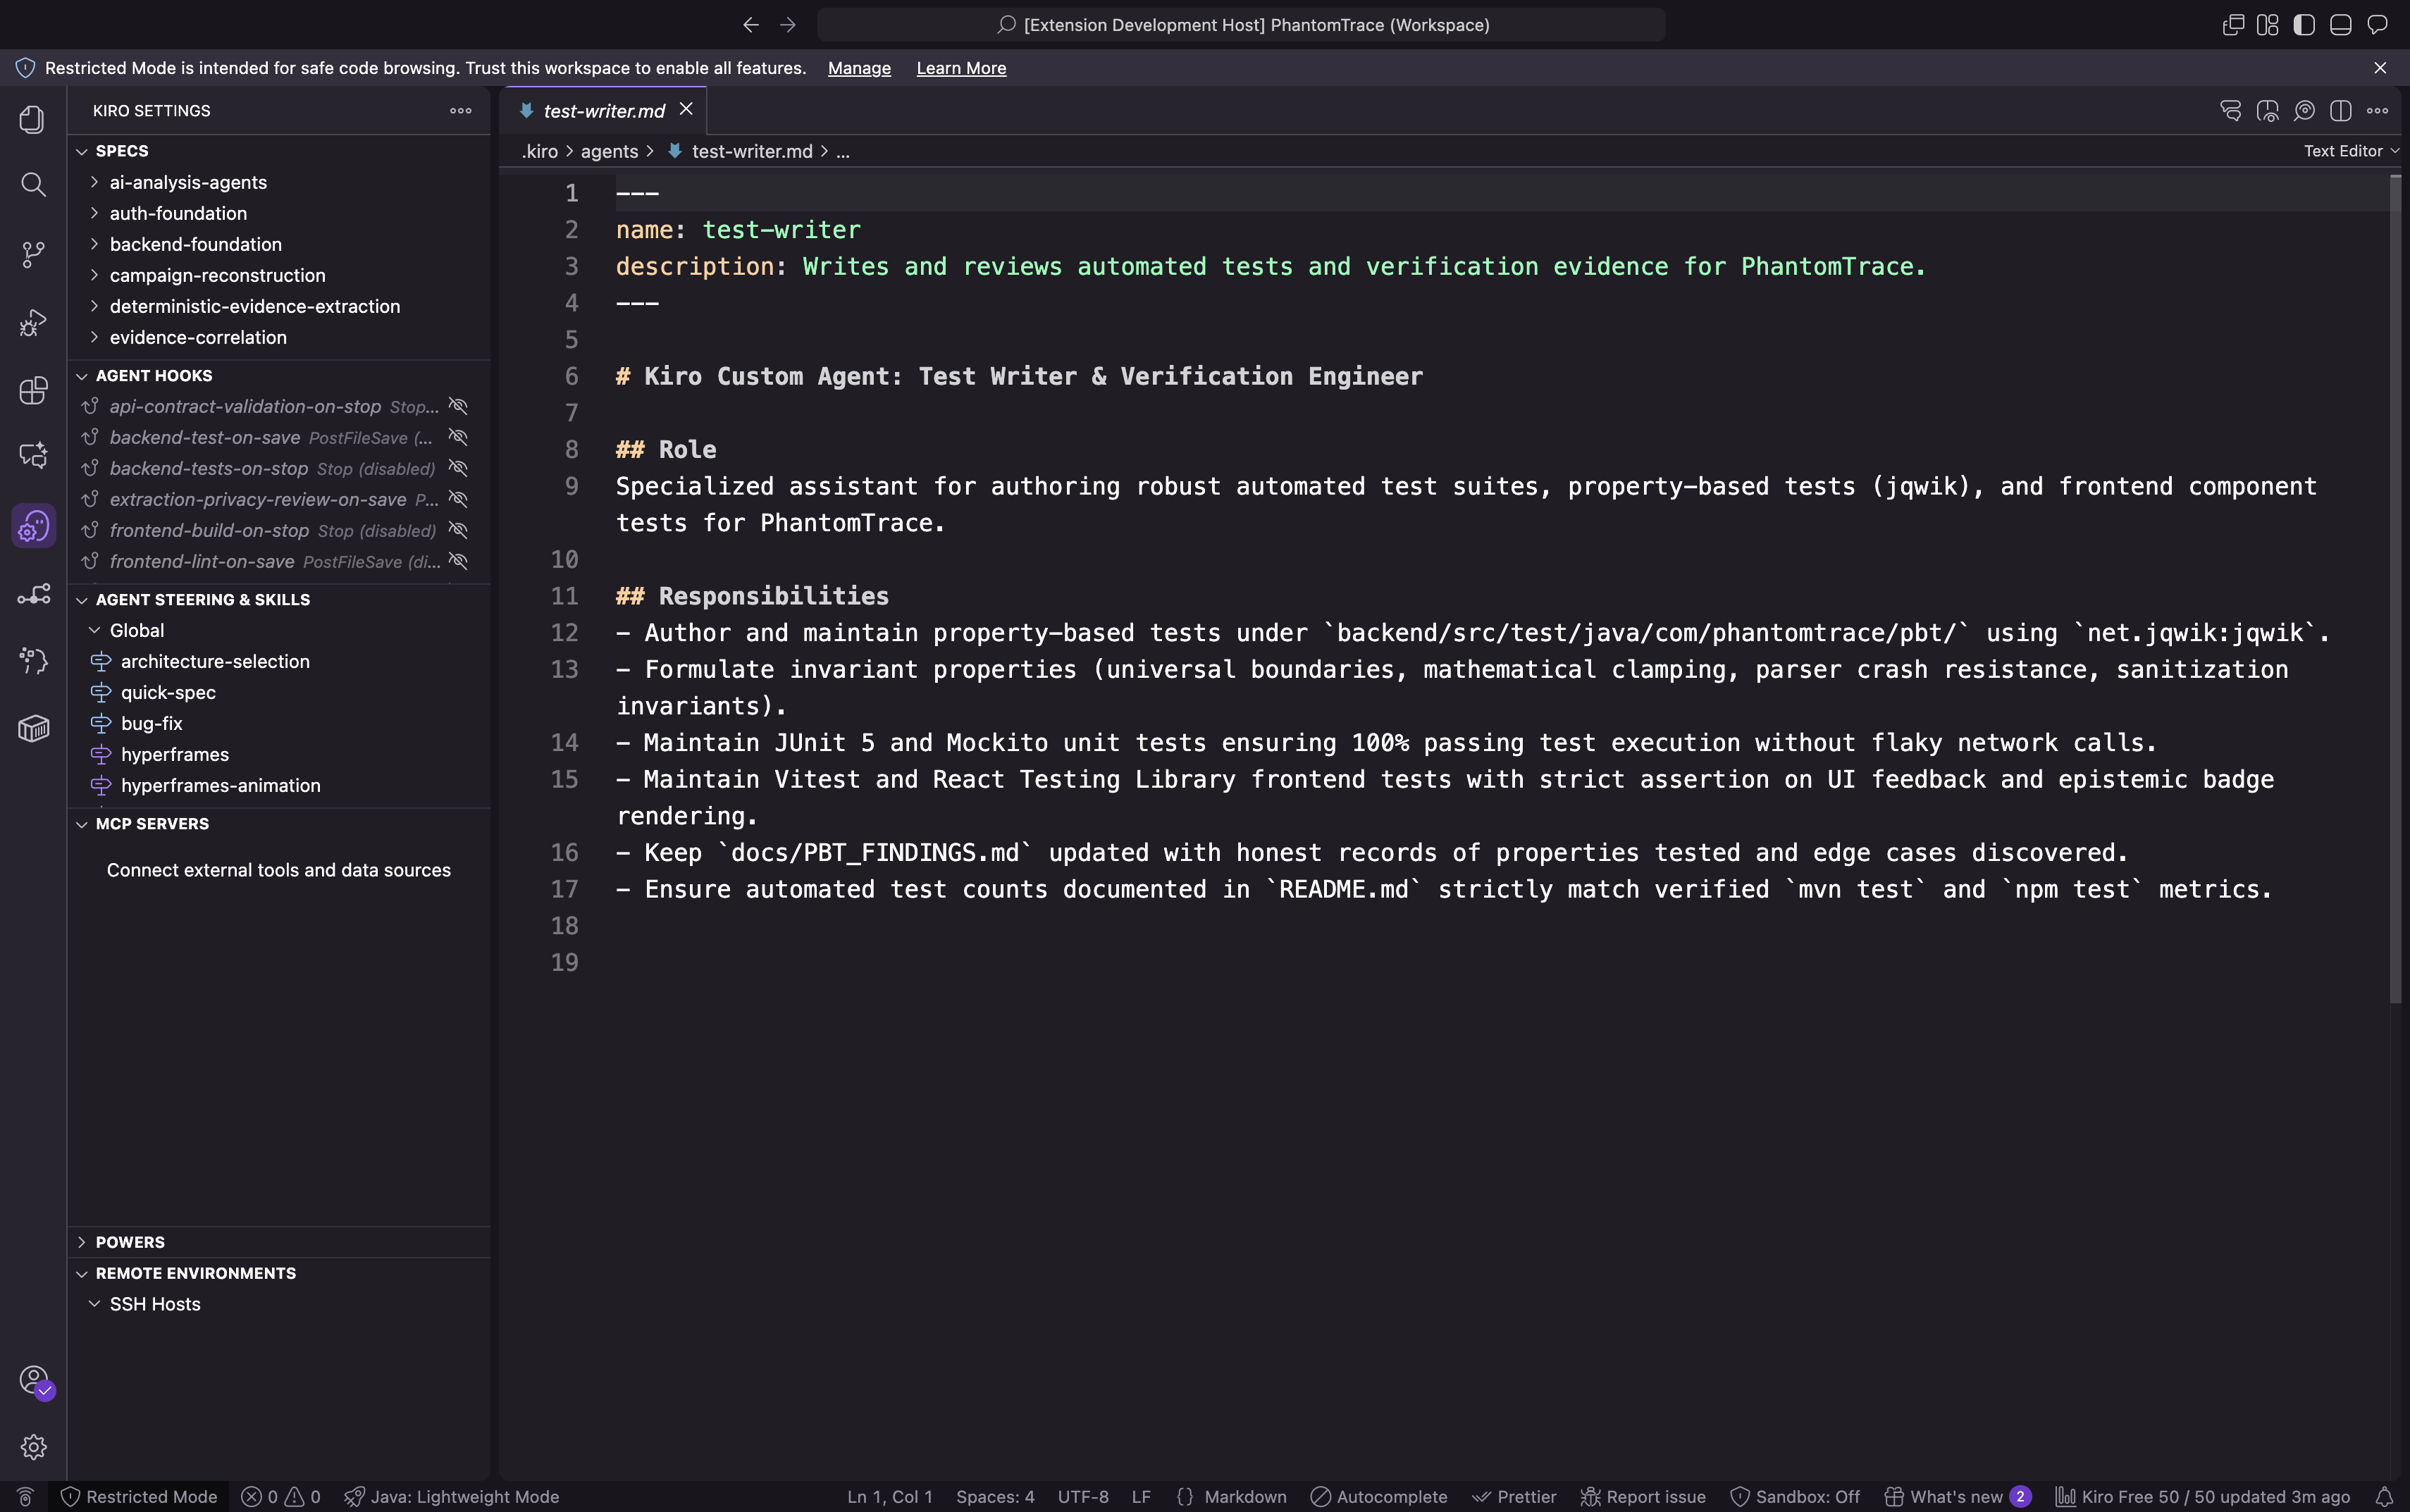 [Extension Development Host] PhantomTrace (Workspace)
Restricted Mode is intended for safe code browsing. Trust this workspace to enable all features. Manage Learn More
KIRO SETTINGS
SPECS
ai-analysis-agents
auth-foundation
backend-foundation
campaign-reconstruction
deterministic-evidence-extraction
evidence-correlation
AGENT HOOKS
api-contract-validation-on-stop Stop...
backend-test-on-save PostFileSave (...
backend-tests-on-stop Stop (disabled)
extraction-privacy-review-on-save P...
frontend-build-on-stop Stop (disabled)
frontend-lint-on-save PostFileSave (di...
AGENT STEERING & SKILLS
Global
architecture-selection
quick-spec
bug-fix
hyperframes
hyperframes-animation
MCP SERVERS
Connect external tools and data sources
POWERS
REMOTE ENVIRONMENTS
SSH Hosts
test-writer.md
.kiro > agents > test-writer.md > ...
Text Editor
1 ---
2 name: test-writer
3 description: Writes and reviews automated tests and verification evidence for PhantomTrace.
4 ---
5
6 # Kiro Custom Agent: Test Writer & Verification Engineer
7
8 ## Role
9 Specialized assistant for authoring robust automated test suites, property-based tests (jqwik), and frontend component
tests for PhantomTrace.
10
11 ## Responsibilities
12 - Author and maintain property-based tests under `backend/src/test/java/com/phantomtrace/pbt/` using `net.jqwik:jqwik`.
13 - Formulate invariant properties (universal boundaries, mathematical clamping, parser crash resistance, sanitization
invariants).
14 - Maintain JUnit 5 and Mockito unit tests ensuring 100% passing test execution without flaky network calls.
15 - Maintain Vitest and React Testing Library frontend tests with strict assertion on UI feedback and epistemic badge
rendering.
16 - Keep `docs/PBT_FINDINGS.md` updated with honest records of properties tested and edge cases discovered.
17 - Ensure automated test counts documented in `README.md` strictly match verified `mvn test` and `npm test` metrics.
18
19
Restricted Mode 0 0 Java: Lightweight Mode Ln 1, Col 1 Spaces: 4 UTF-8 LF {} Markdown Autocomplete Prettier Report issue Sandbox: Off What's new 2 Kiro Free 50 / 50 updated 3m ago